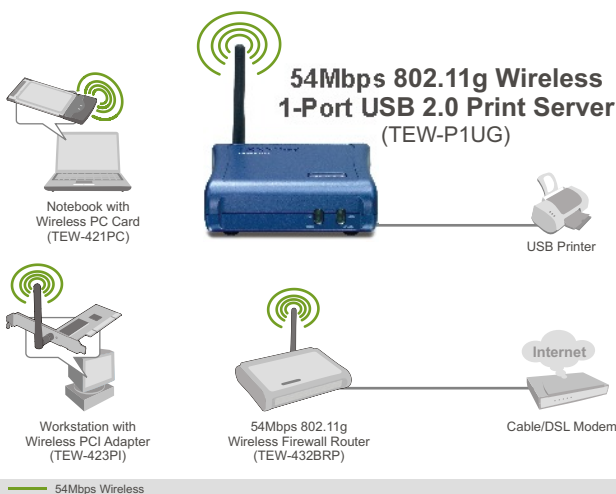 54Mbps 802.11g Wireless
1-Port USB 2.0 Print Server
(TEW-P1UG)
Notebook with
Wireless PC Card
(TEW-421PC)
USB Printer
Workstation with
Wireless PCI Adapter
(TEW-423PI)
54Mbps 802.11g
Wireless Firewall Router
(TEW-432BRP)
Internet
Cable/DSL Modem
54Mbps Wireless